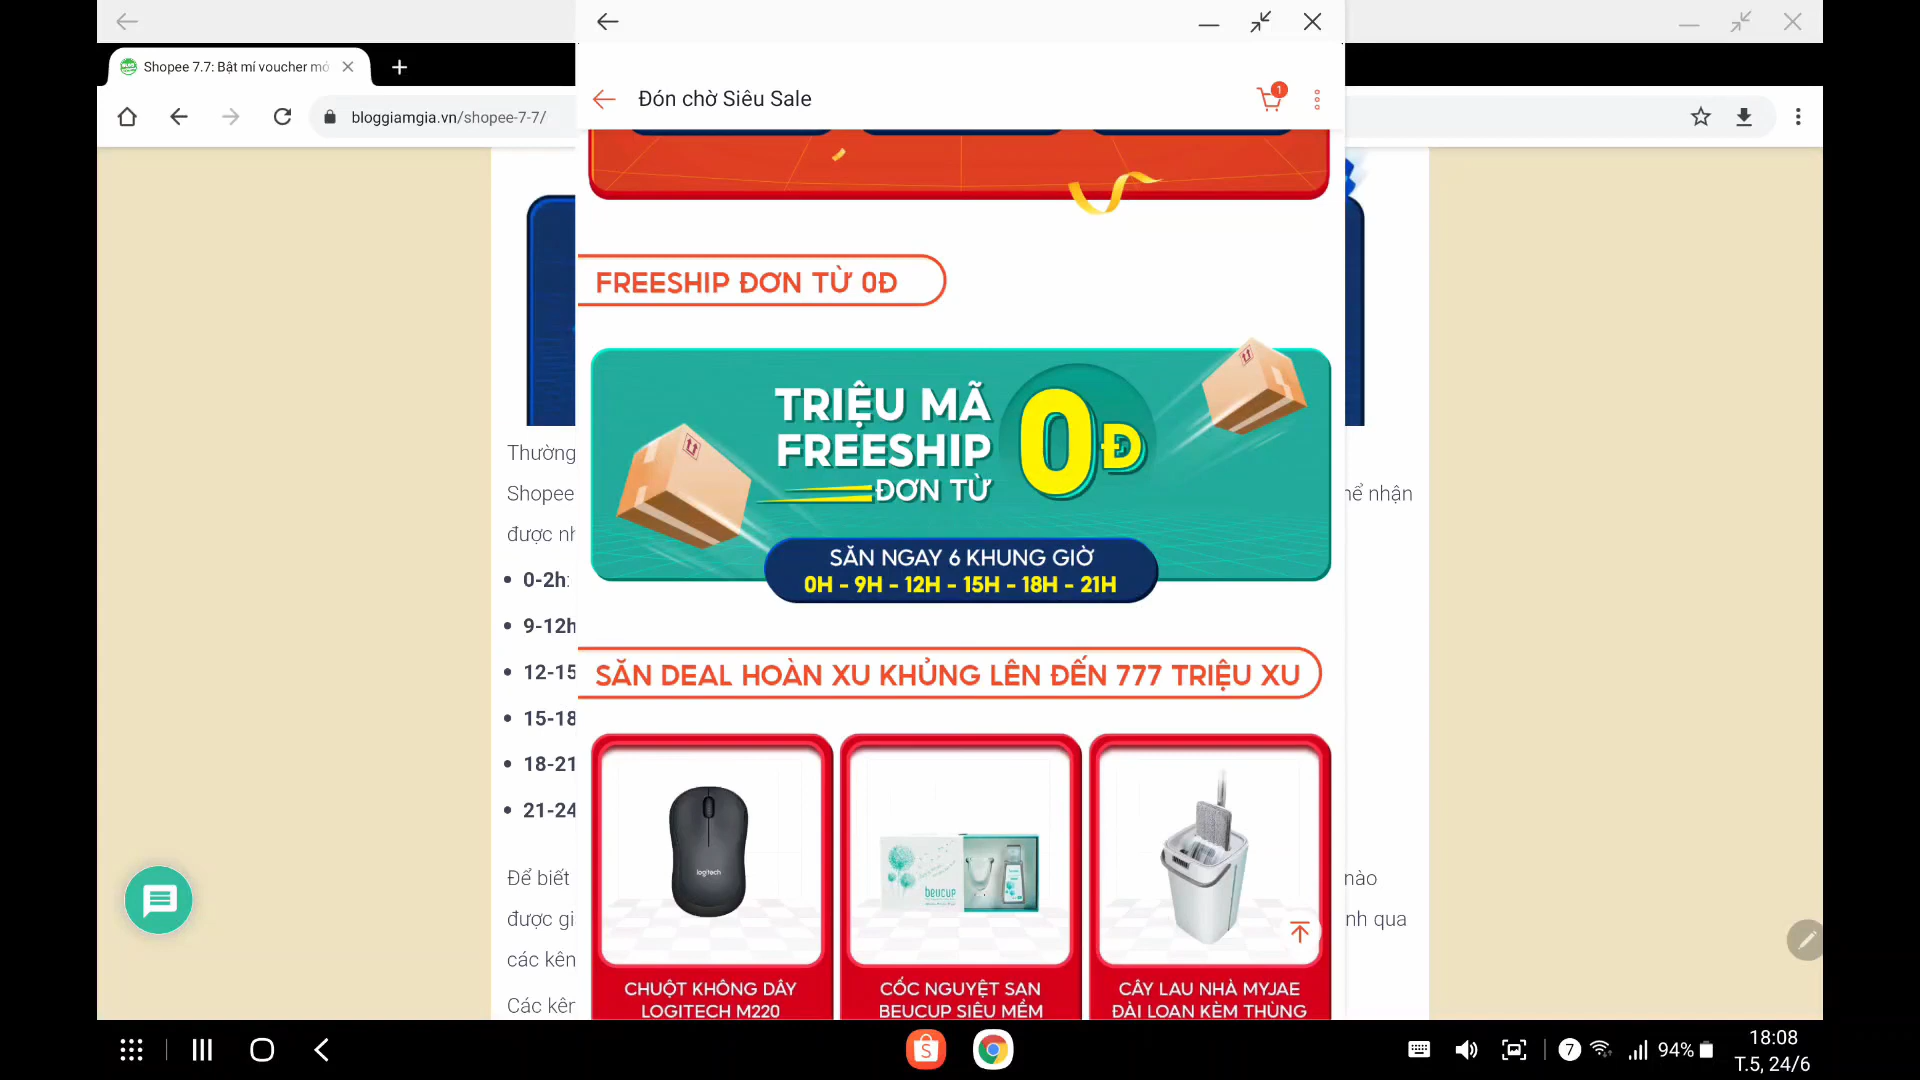 Shopee 7.7: Bật mí voucher mớ
bloggiamgia.vn/shopee-7-7/
Đón chờ Siêu Sale
1
FREESHIP ĐƠN TỪ 0Đ
TRIỆU MÃ
FREESHIP
ĐƠN TỪ
0Đ
SĂN NGAY 6 KHUNG GIỜ
0H - 9H - 12H - 15H - 18H - 21H
SĂN DEAL HOÀN XU KHỦNG LÊN ĐẾN 777 TRIỆU XU
logitech
beucup
CHUỘT KHÔNG DÂY
LOGITECH M220
CỐC NGUYỆT SAN
BEUCUP SIÊU MỀM
CÂY LAU NHÀ MYJAE
ĐÀI LOAN KÈM THÙNG
Thường
Shopee
nhận
được
0-2h:
9-12h
12-15
15-18
18-21
21-24
Để biết
nào
được
qua
các
Các
7
94%
18:08
T.5, 24/6